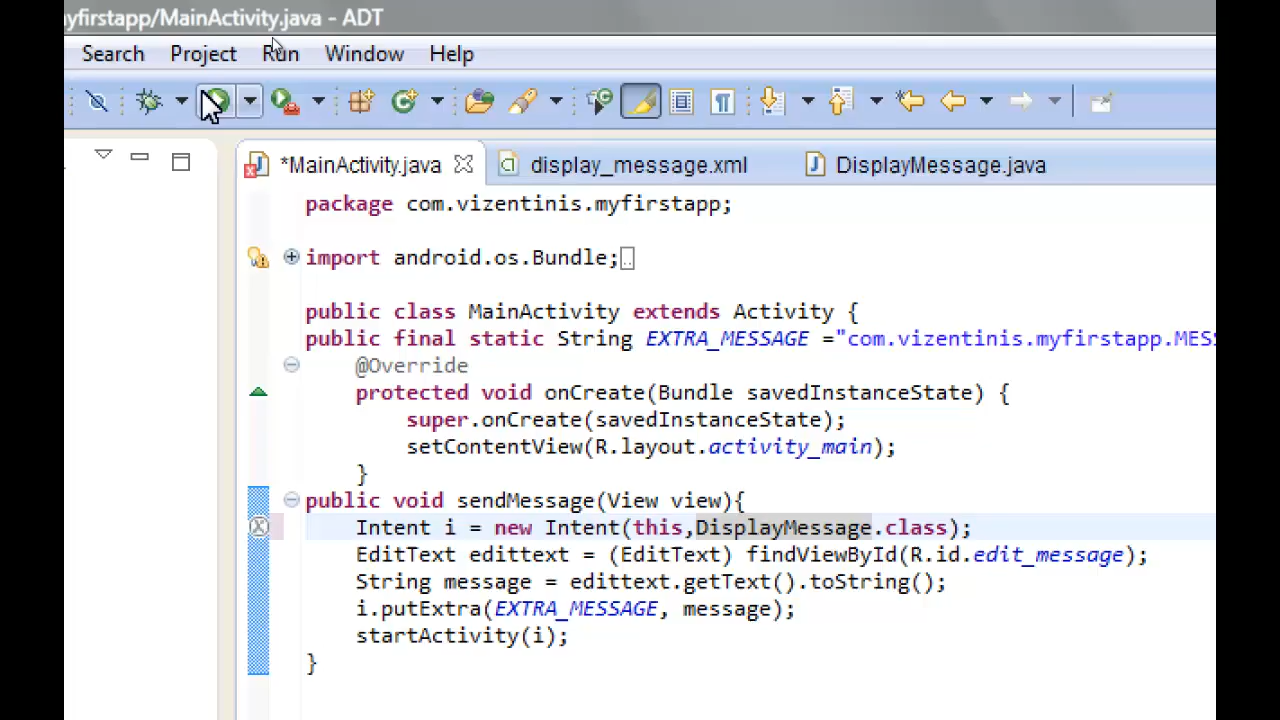 yfirstapp/MainActivity.java - ADT
Search Project Run Window Help
*MainActivity.java display_message.xml DisplayMessage.java
package com.vizentinis.myfirstapp;
import android.os.Bundle;
public class MainActivity extends Activity {
public final static String EXTRA_MESSAGE ="com.vizentinis.myfirstapp.MES
@Override
protected void onCreate(Bundle savedInstanceState) {
super.onCreate(savedInstanceState);
setContentView(R.layout.activity_main);
}
public void sendMessage(View view){
Intent i = new Intent(this,DisplayMessage.class);
EditText edittext = (EditText) findViewById(R.id.edit_message);
String message = edittext.getText().toString();
i.putExtra(EXTRA_MESSAGE, message);
startActivity(i);
}